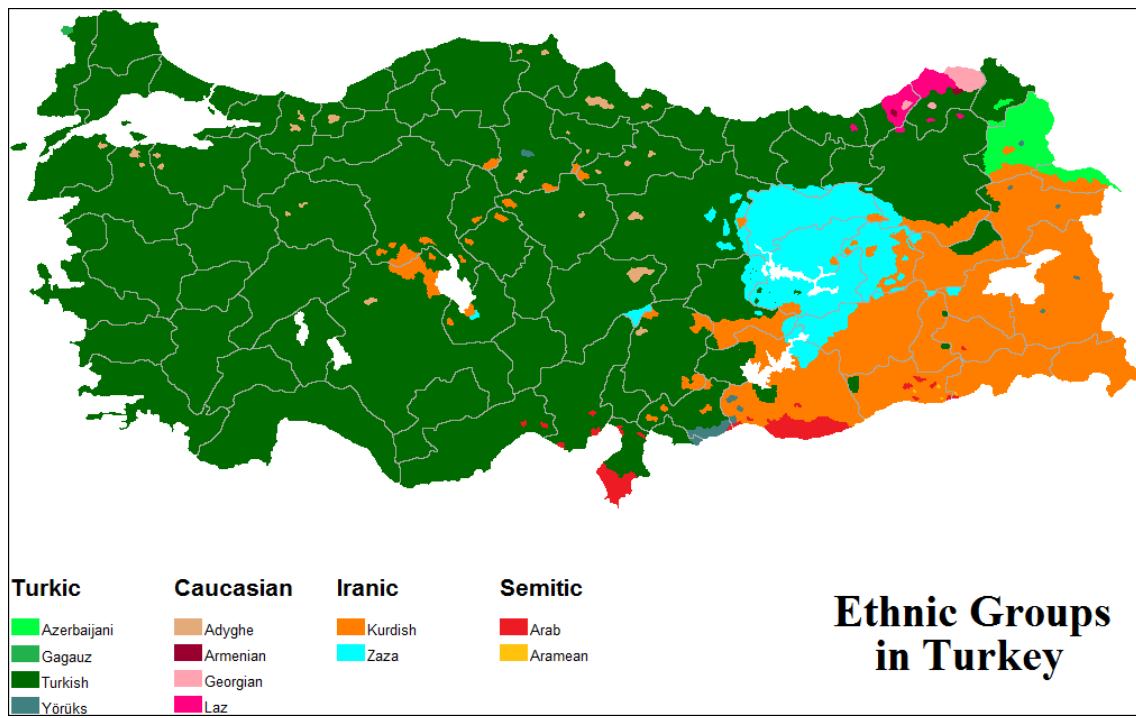 Turkic
Azerbaijani
Gagauz
Turkish
Yörüks
Caucasian
Adyghe
Armenian
Georgian
Laz
Iranic
Kurdish
Zaza
Semitic
Arab
Aramean
Ethnic Groups
in Turkey